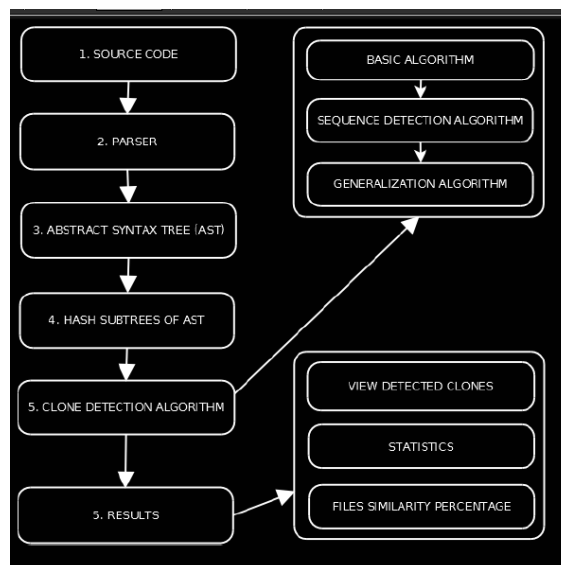 1. SOURCE CODE
2. PARSER
3. ABSTRACT SYNTAX TREE (AST)
4. HASH SUBTREES OF AST
5. CLONE DETECTION ALGORITHM
5. RESULTS
BASIC ALGORITHM
SEQUENCE DETECTION ALGORITHM
GENERALIZATION ALGORITHM
VIEW DETECTED CLONES
STATISTICS
FILES SIMILARITY PERCENTAGE